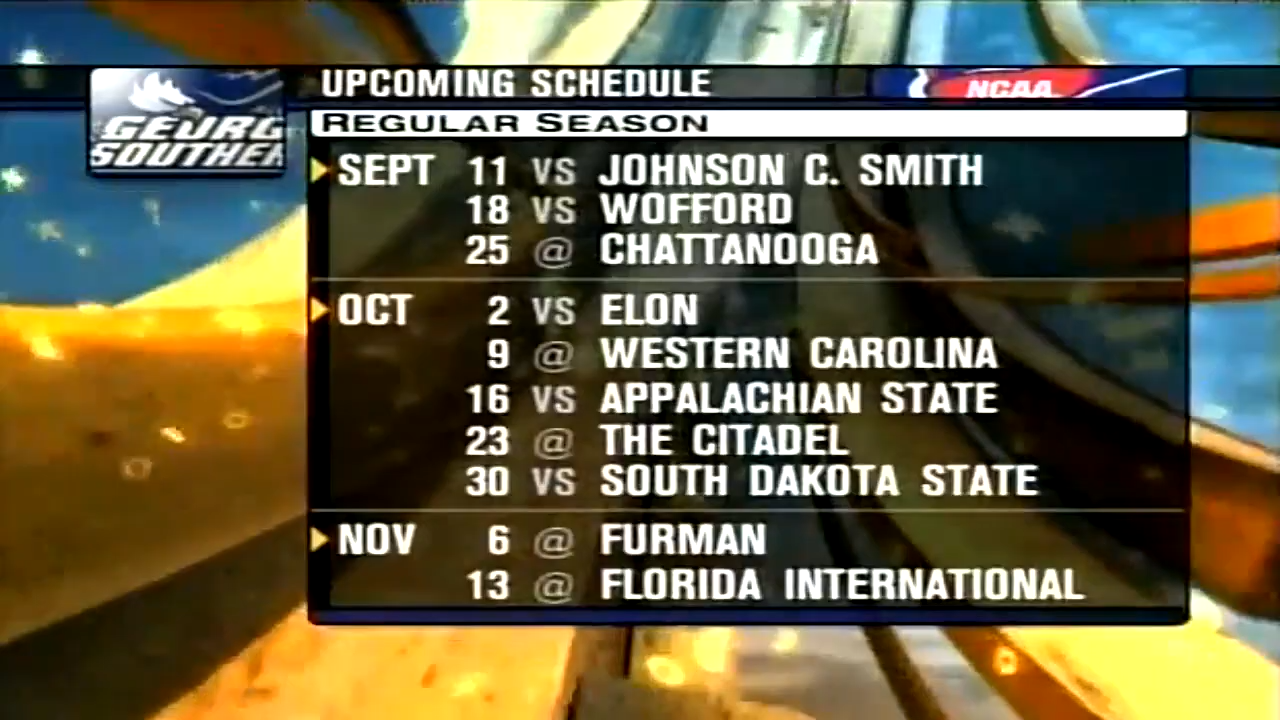 UPCOMING SCHEDULE
NCAA
GEORG
SOUTHER
REGULAR SEASON
SEPT 11 VS JOHNSON C. SMITH
18 VS WOFFORD
25 @ CHATTANOOGA
OCT 2 VS ELON
9 @ WESTERN CAROLINA
16 VS APPALACHIAN STATE
23 @ THE CITADEL
30 VS SOUTH DAKOTA STATE
NOV 6 @ FURMAN
13 @ FLORIDA INTERNATIONAL